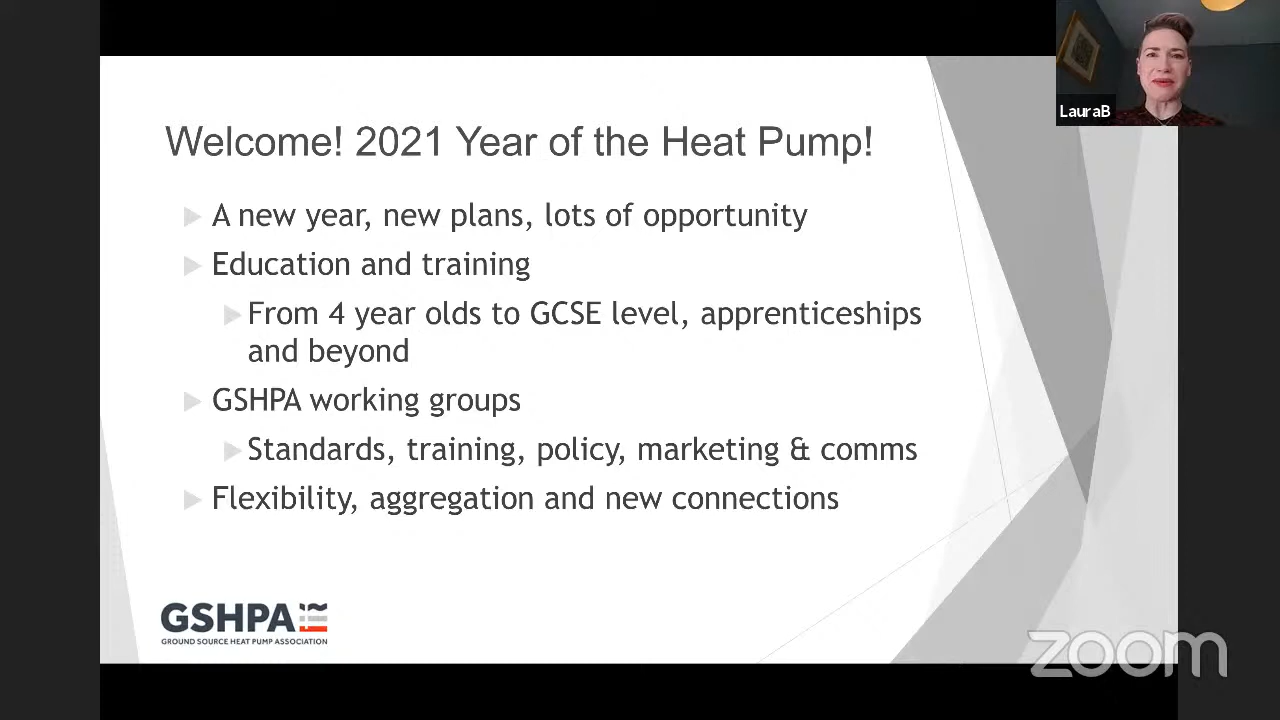 LauraB
Welcome! 2021 Year of the Heat Pump!
A new year, new plans, lots of opportunity
Education and training
From 4 year olds to GCSE level, apprenticeships
and beyond
GSHPA working groups
Standards, training, policy, marketing & comms
Flexibility, aggregation and new connections
GSHPA
GROUND SOURCE HEAT PUMP ASSOCIATION
zoom